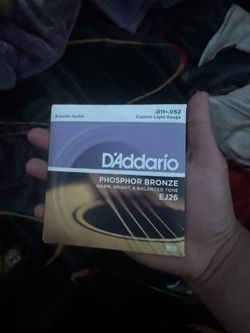 Acoustic Guitar
.011-.052
Custom Light Gauge
D'Addario
PHOSPHOR BRONZE
WARM, BRIGHT, & BALANCED TONE
EJ26